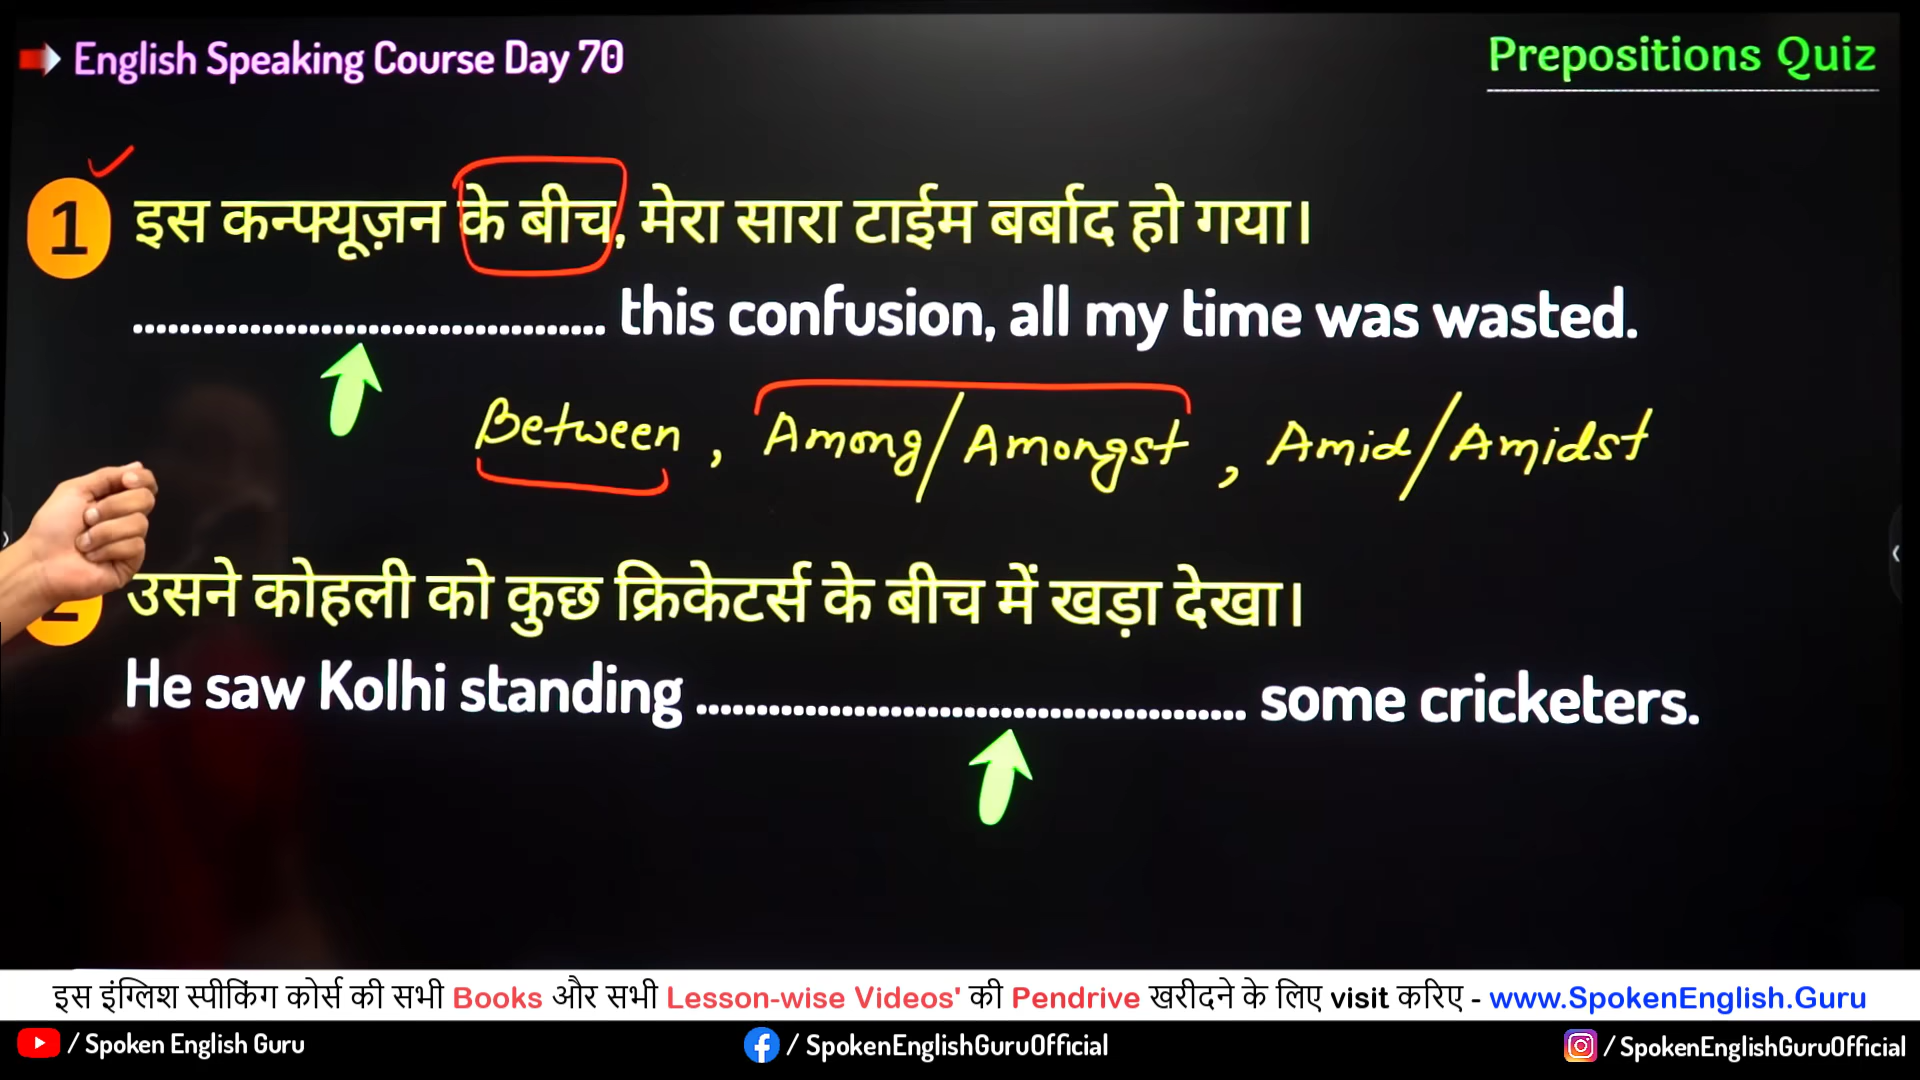 English Speaking Course Day 70
Prepositions Quiz
1 इस कन्फ्यूज़न के बीच, मेरा सारा टाईम बर्बाद हो गया।
........................................ this confusion, all my time was wasted.
Between , Among/Amongst , Amid/Amidst
2 उसने कोहली को कुछ क्रिकेटर्स के बीच में खड़ा देखा।
He saw Kolhi standing ............................................. some cricketers.
इस इंग्लिश स्पीकिंग कोर्स की सभी Books और सभी Lesson-wise Videos' की Pendrive खरीदने के लिए visit करिए - www.SpokenEnglish.Guru
/ Spoken English Guru
/ SpokenEnglishGuruOfficial
/ SpokenEnglishGuruOfficial